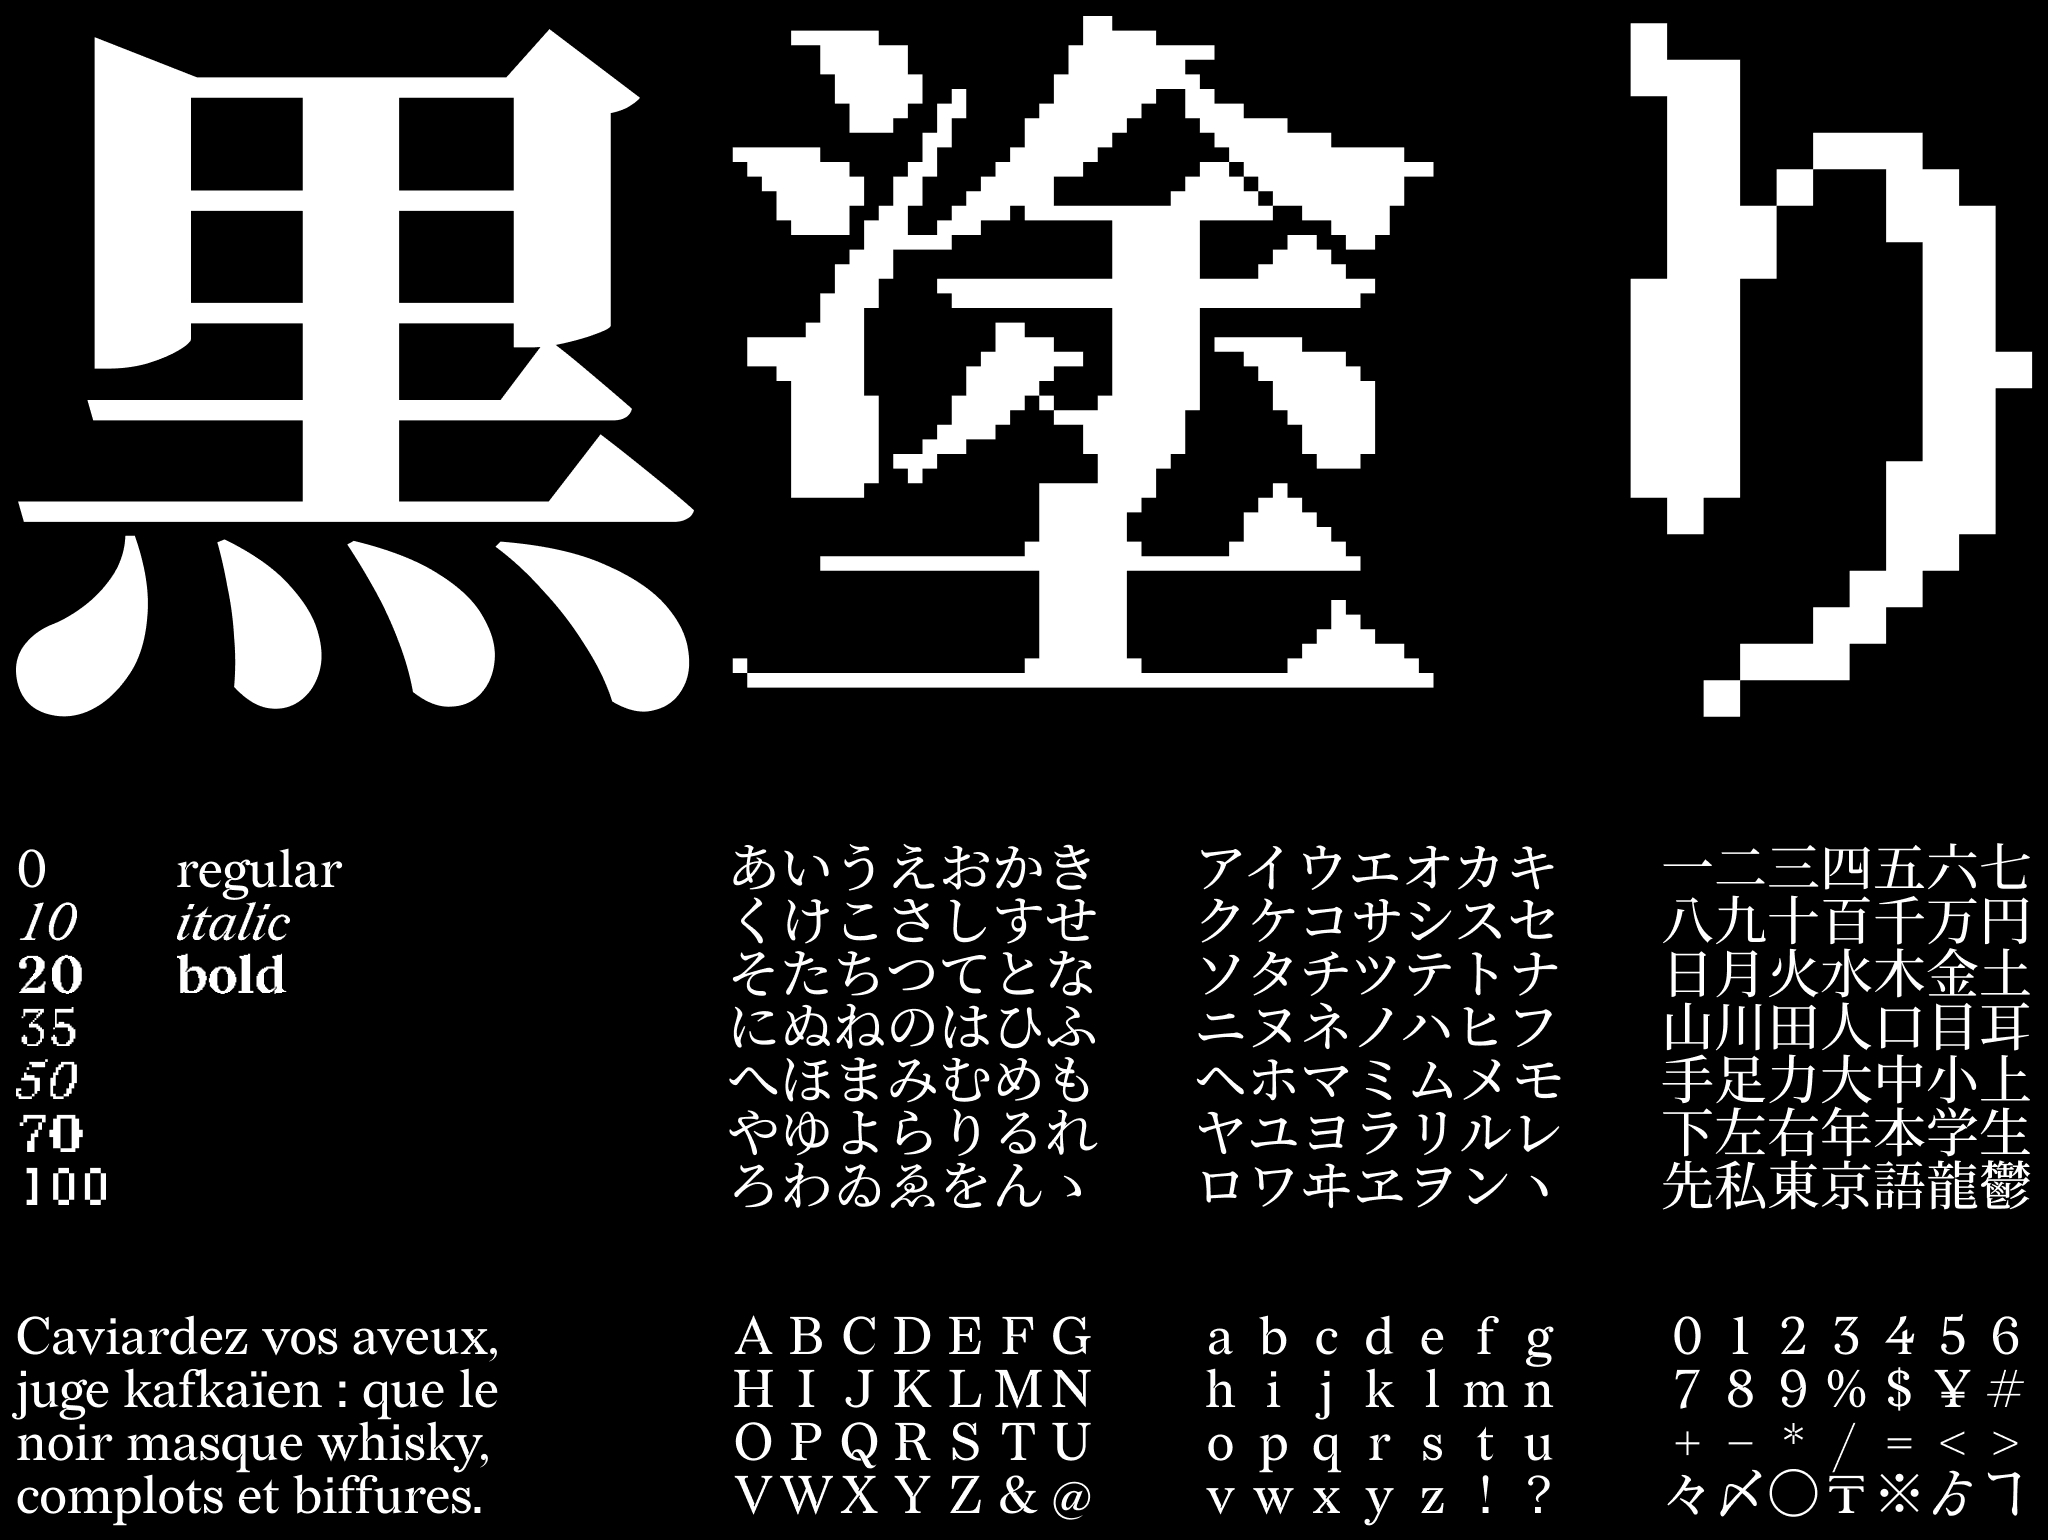 黒塗り
0 regular
10 italic
20 bold
35
50
70
100
あいうえおかき
くけこさしすせ
そたちつてとな
にぬねのはひふ
へほまみむめも
やゆよらりるれ
ろわゐゑをんゝ
アイウエオカキ
クケコサシスセ
ソタチツテトナ
ニヌネノハヒフ
ヘホマミムメモ
ヤユヨラリルレ
ロワヰヱヲンヽ
一二三四五六七
八九十百千万円
日月火水木金土
山川田人口目耳
手足力大中小上
下左右年本学生
先私東京語龍鬱
Caviardez vos aveux,
juge kafkaïen : que le
noir masque whisky,
complots et biffures.
A B C D E F G
H I J K L M N
O P Q R S T U
V W X Y Z & @
a b c d e f g
h i j k l m n
o p q r s t u
v w x y z ! ?
0 1 2 3 4 5 6
7 8 9 % $ ¥ #
+ − * / = < >
々〆〇〒※ゟヿ